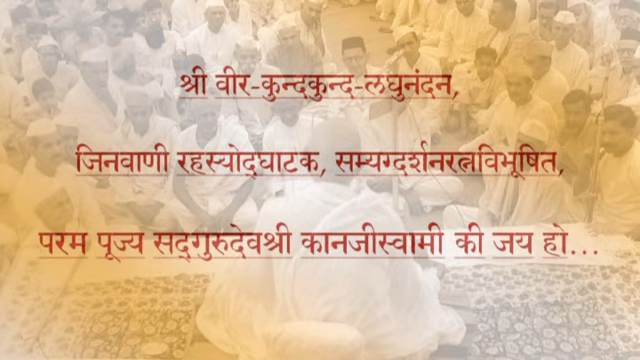 श्री वीर-कुन्दकुन्द-लघुनंदन,
जिनवाणी रहस्योद्घाटक, सम्यग्दर्शनरत्नविभूषित,
परम पूज्य सद्गुरुदेवश्री कानजीस्वामी की जय हो...